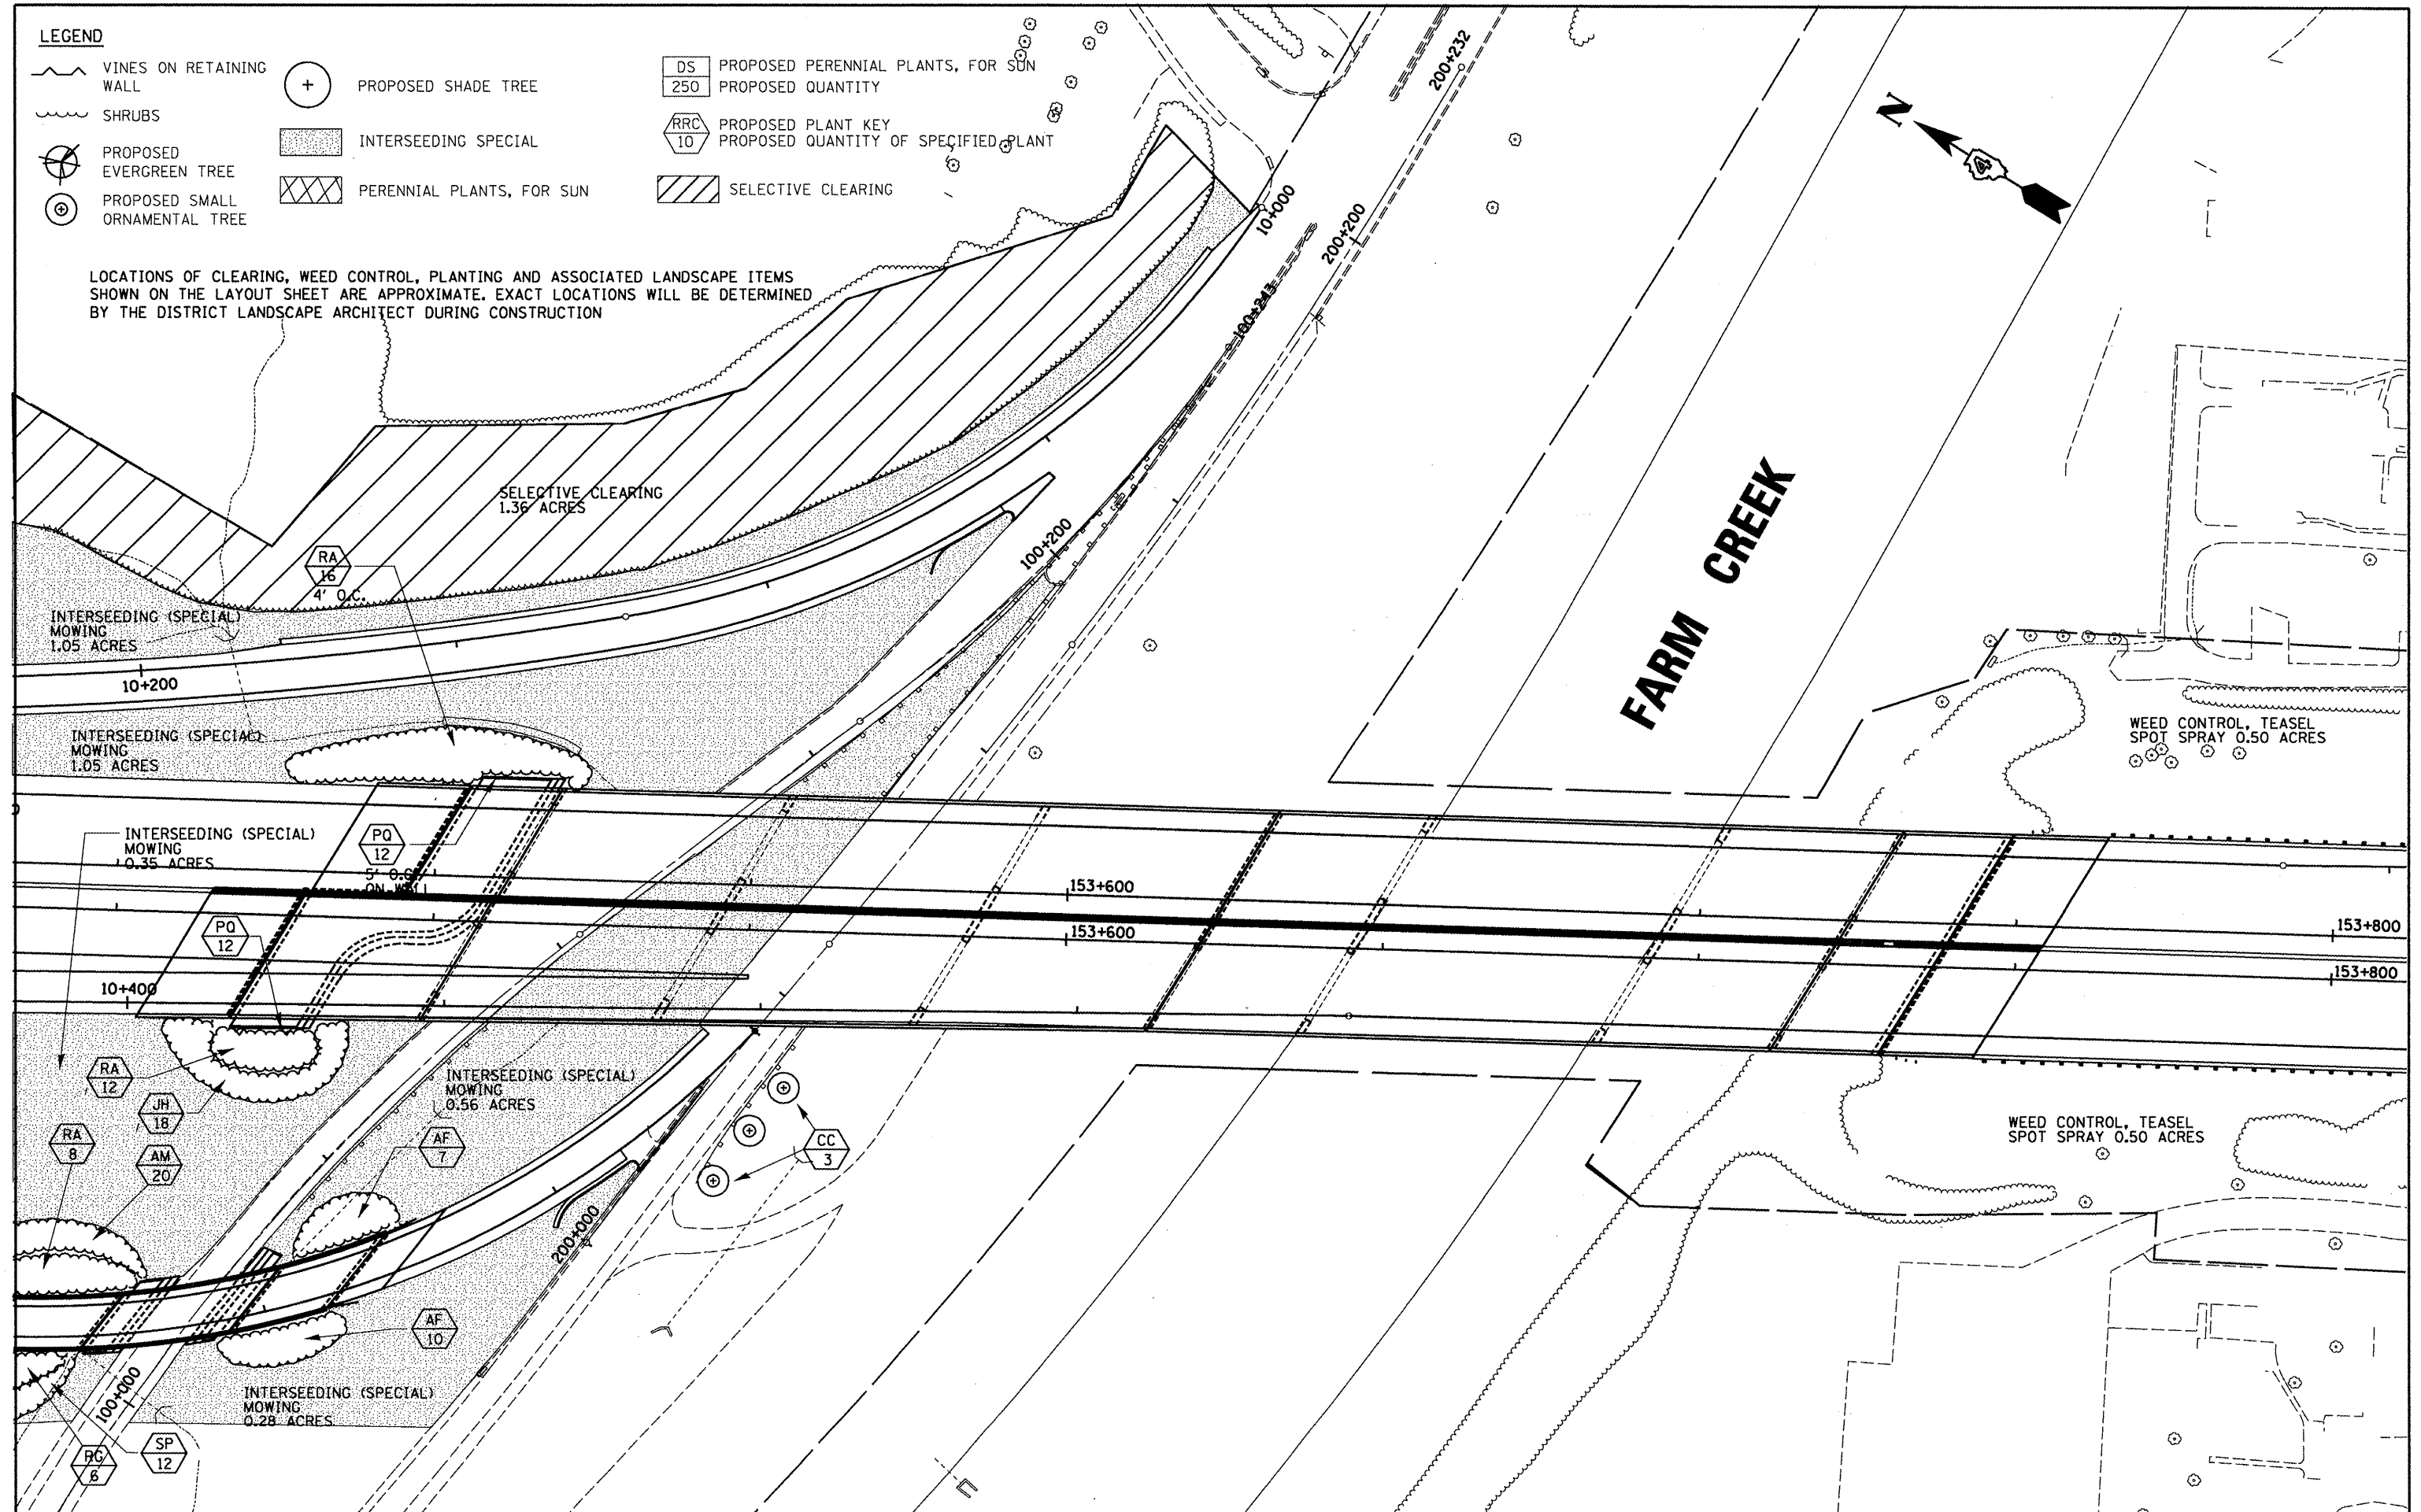 LEGEND
VINES ON RETAINING
WALL
SHRUBS
PROPOSED
EVERGREEN TREE
PROPOSED SMALL
ORNAMENTAL TREE
PROPOSED SHADE TREE
INTERSEEDING SPECIAL
PERENNIAL PLANTS, FOR SUN
DS
250
PROPOSED PERENNIAL PLANTS, FOR SUN
PROPOSED QUANTITY
RRC
10
PROPOSED PLANT KEY
PROPOSED QUANTITY OF SPECIFIED PLANT
SELECTIVE CLEARING
LOCATIONS OF CLEARING, WEED CONTROL, PLANTING AND ASSOCIATED LANDSCAPE ITEMS
SHOWN ON THE LAYOUT SHEET ARE APPROXIMATE. EXACT LOCATIONS WILL BE DETERMINED
BY THE DISTRICT LANDSCAPE ARCHITECT DURING CONSTRUCTION
200+232
N
4
10+000
200+200
100+243
SELECTIVE CLEARING
1.36 ACRES
100+200
FARM CREEK
RA
16
4' O.C.
INTERSEEDING (SPECIAL)
MOWING
1.05 ACRES
10+200
INTERSEEDING (SPECIAL)
MOWING
1.05 ACRES
WEED CONTROL, TEASEL
SPOT SPRAY 0.50 ACRES
INTERSEEDING (SPECIAL)
MOWING
0.35 ACRES
PQ
12
5' O.C.
ON WALL
153+600
153+600
153+800
153+800
PQ
12
10+400
RA
12
JH
18
RA
8
AM
20
INTERSEEDING (SPECIAL)
MOWING
0.56 ACRES
AF
7
CC
3
WEED CONTROL, TEASEL
SPOT SPRAY 0.50 ACRES
200+000
AF
10
INTERSEEDING (SPECIAL)
MOWING
0.28 ACRES
100+000
RG
6
SP
12